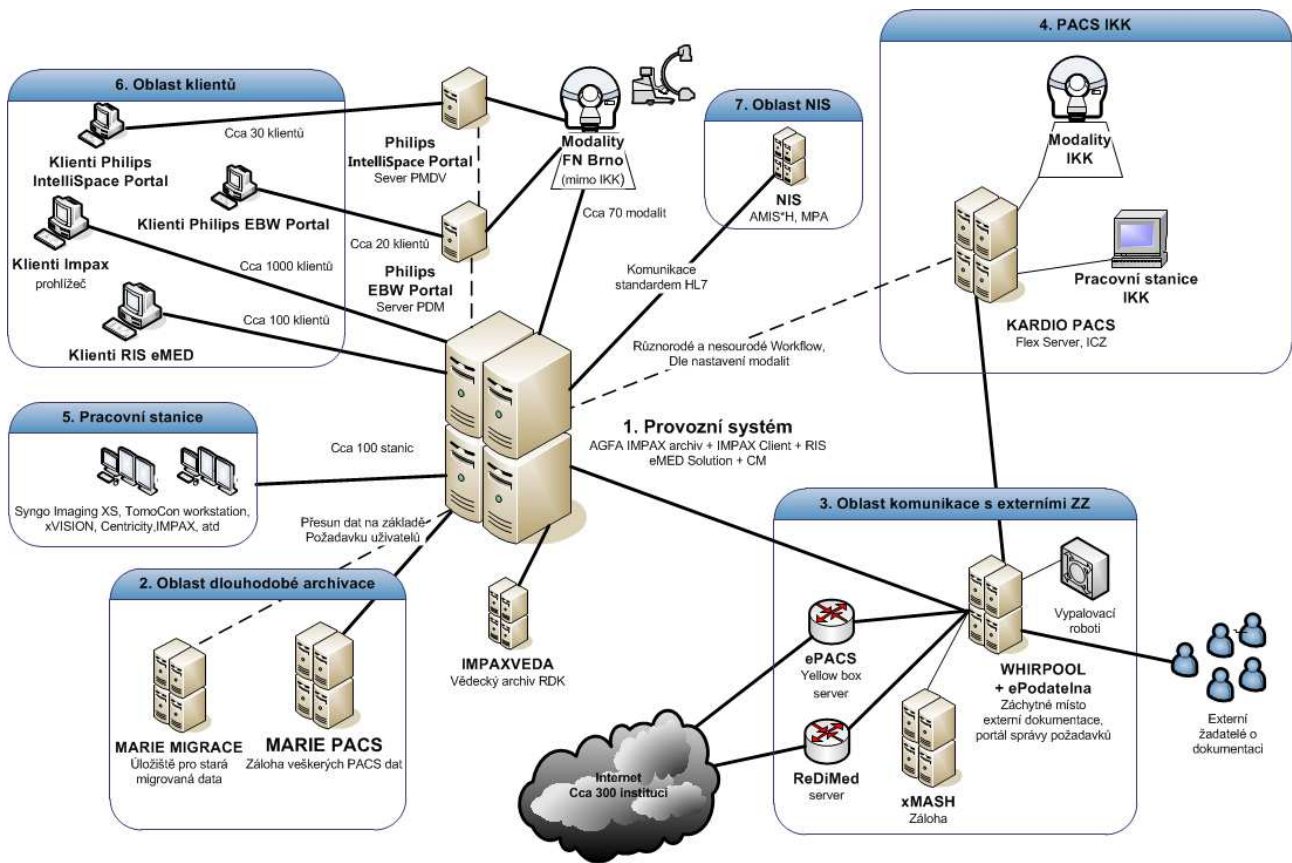 4. PACS IKK
Modality
IKK
Pracovní stanice
IKK
KARDIO PACS
Flex Server, ICZ
6. Oblast klientů
Cca 30 klientů
Klienti Philips
IntelliSpace Portal
Klienti Philips EBW Portal
Cca 20 klientů
Klienti Impax
prohlížeč
Cca 1000 klientů
Cca 100 klientů
Klienti RIS eMED
Philips
IntelliSpace Portal
Sever PMDV
Philips
EBW Portal
Server PDM
Modality
FN Brno
(mimo IKK)
Cca 70 modalit
7. Oblast NIS
NIS
AMIS*H, MPA
Komunikace
standardem HL7
Různorodé a nesourodé Workflow,
Dle nastavení modalit
5. Pracovní stanice
Syngo Imaging XS, TomoCon workstation,
xVISION, Centricity,IMPAX, atd
Cca 100 stanic
1. Provozní systém
AGFA IMPAX archiv + IMPAX Client + RIS
eMED Solution + CM
Přesun dat na základě
Požadavku uživatelů
2. Oblast dlouhodobé archivace
MARIE MIGRACE
Úložiště pro stará
migrovaná data
MARIE PACS
Záloha veškerých PACS dat
IMPAXVEDA
Vědecký archiv RDK
3. Oblast komunikace s externími ZZ
Vypalovací
roboti
ePACS
Yellow box
server
WHIRPOOL
+ ePodatelna
Záchytné místo
externí dokumentace,
portál správy požadavků
ReDiMed
server
xMASH
Záloha
Externí
žadatelé o
dokumentaci
Internet
Cca 300 institucí